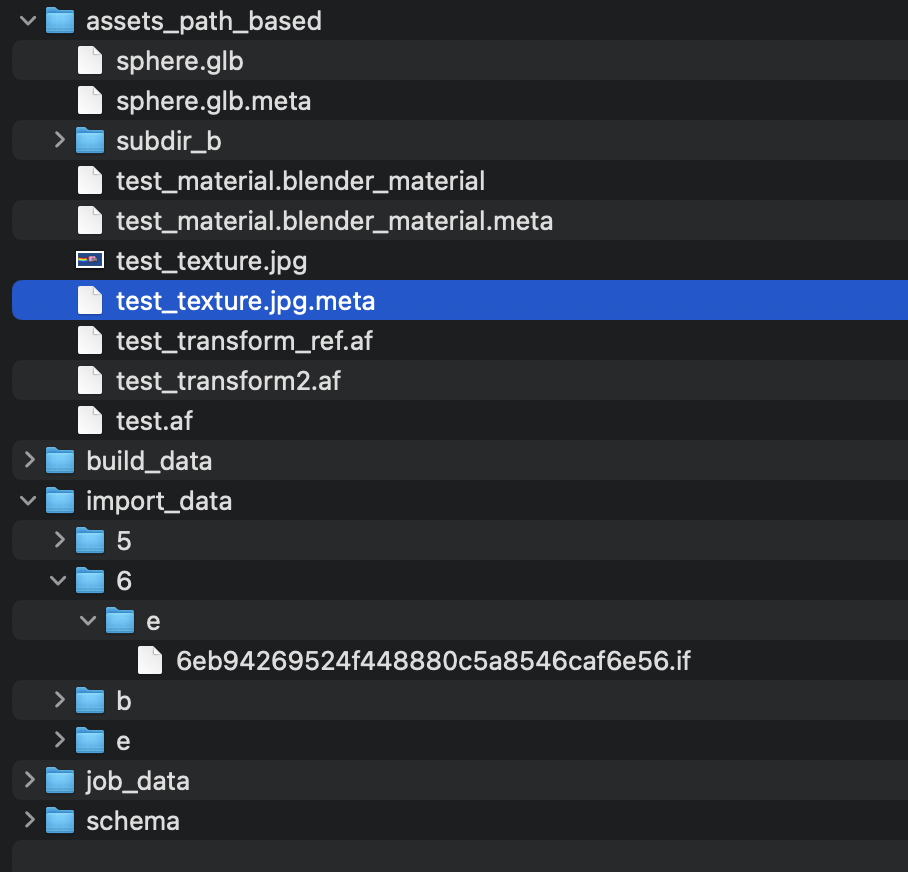 assets_path_based
sphere.glb
sphere.glb.meta
subdir_b
test_material.blender_material
test_material.blender_material.meta
test_texture.jpg
test_texture.jpg.meta
test_transform_ref.af
test_transform2.af
test.af
build_data
import_data
5
6
e
6eb94269524f448880c5a8546caf6e56.if
b
e
job_data
schema